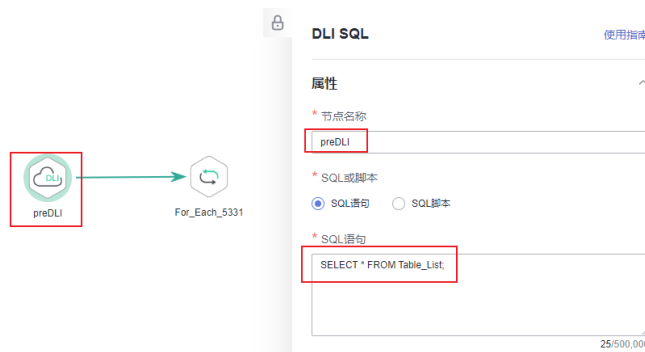 DLI SQL
使用指南
属性
* 节点名称
preDLI
* SQL或脚本
SQL语句
SQL脚本
* SQL语句
SELECT * FROM Table_List;
25/500,000
DLI
preDLI
For_Each_5331